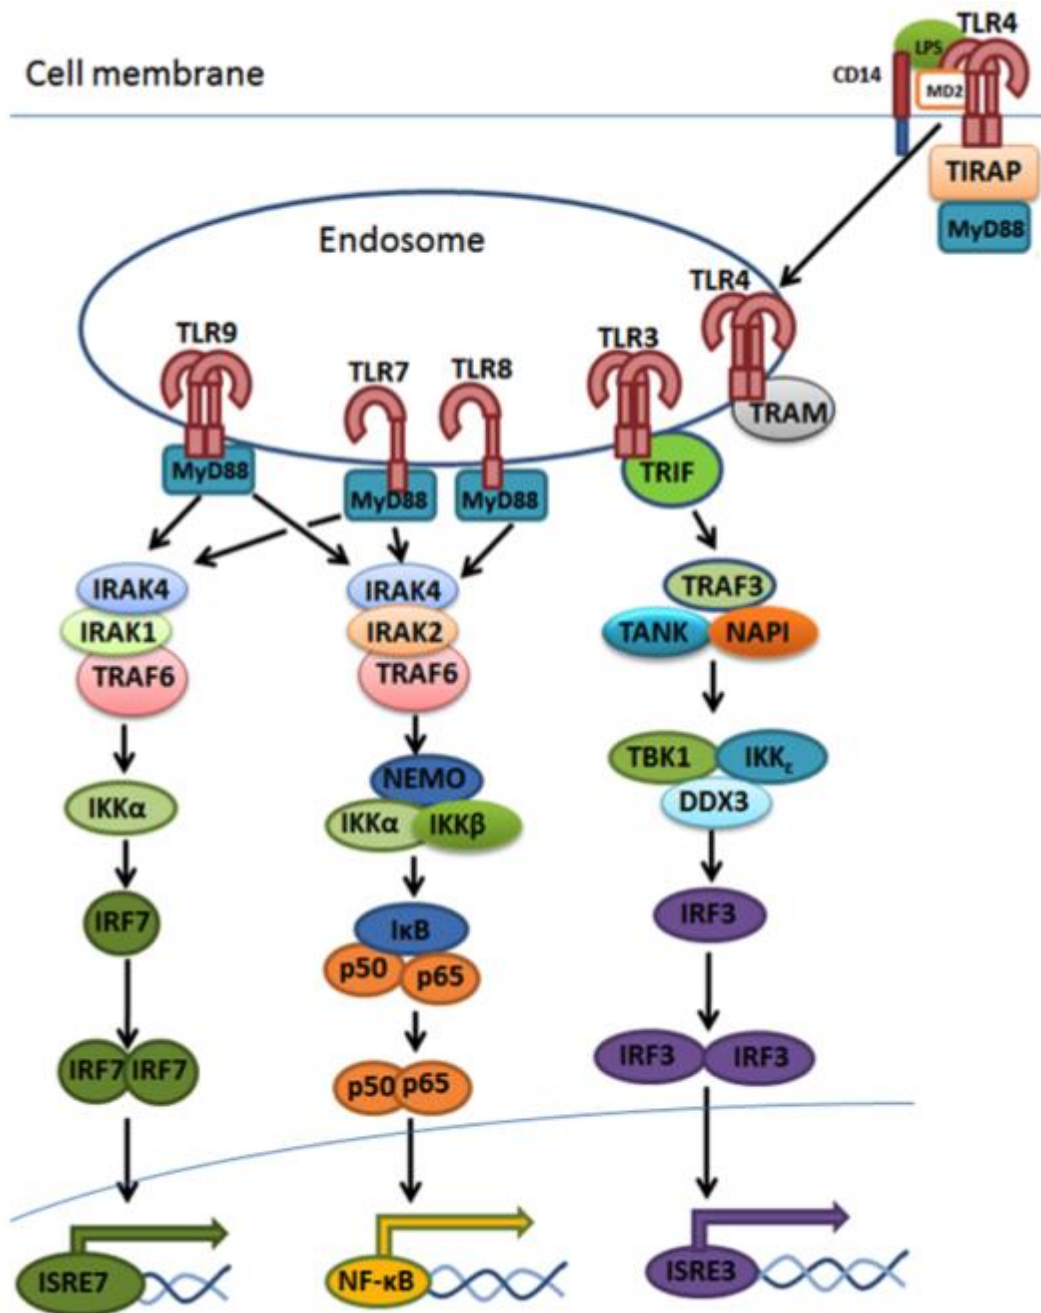 TLR4
LPS
Cell membrane
CD14
MD2
TIRAP
MyD88
Endosome
TLR4
TLR9
TLR3
TLR7
TLR8
TRAM
MyD88
TRIF
MyD88
MyD88
IRAK4
IRAK4
TRAF3
IRAK1
IRAK2
TANK
NAPI
TRAF6
TRAF6
TBK1
IKKε
NEMO
DDX3
IKKα
IKKα
IKKβ
IRF7
IRF3
IκB
p50
p65
IRF7
IRF7
IRF3
IRF3
p50
p65
ISRE7
NF-κB
ISRE3